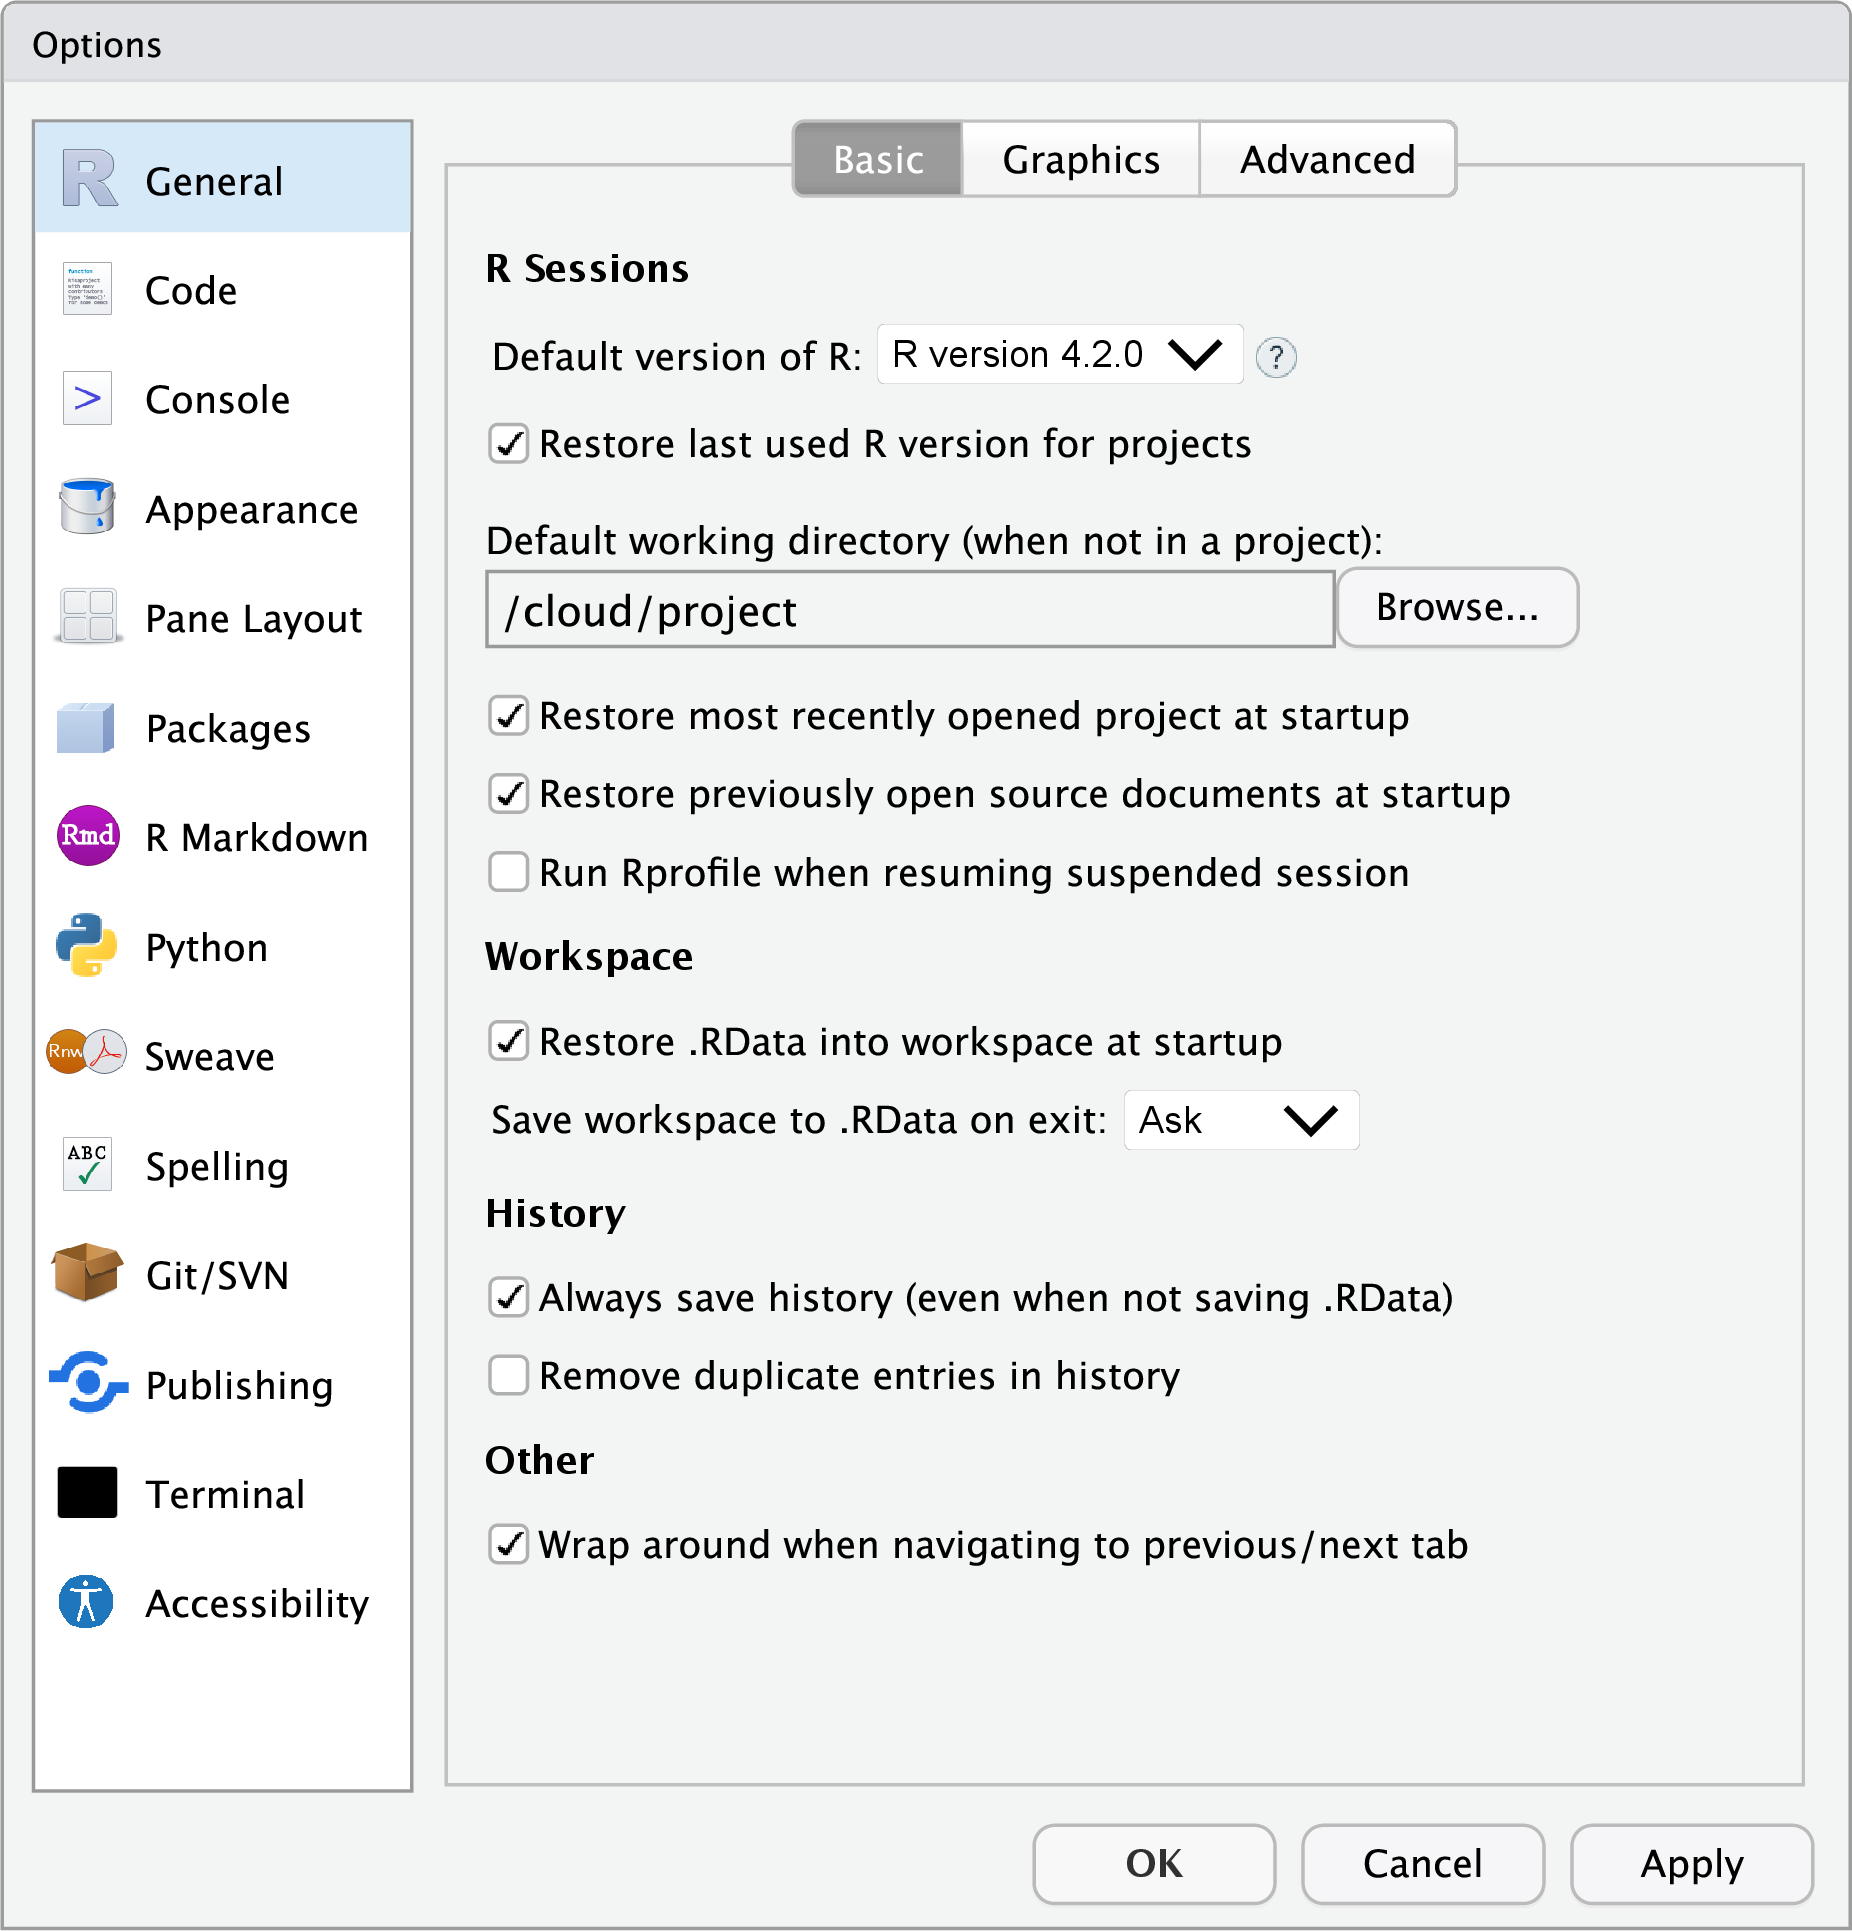 Options
General
Code
Console
Appearance
Pane Layout
Packages
Rmd R Markdown
Python
Rnw Sweave
ABC Spelling
Git/SVN
Publishing
Terminal
Accessibility
Basic Graphics Advanced
R Sessions
Default version of R: R version 4.2.0 ?
Restore last used R version for projects
Default working directory (when not in a project):
/cloud/project Browse...
Restore most recently opened project at startup
Restore previously open source documents at startup
Run Rprofile when resuming suspended session
Workspace
Restore .RData into workspace at startup
Save workspace to .RData on exit: Ask
History
Always save history (even when not saving .RData)
Remove duplicate entries in history
Other
Wrap around when navigating to previous/next tab
OK Cancel Apply